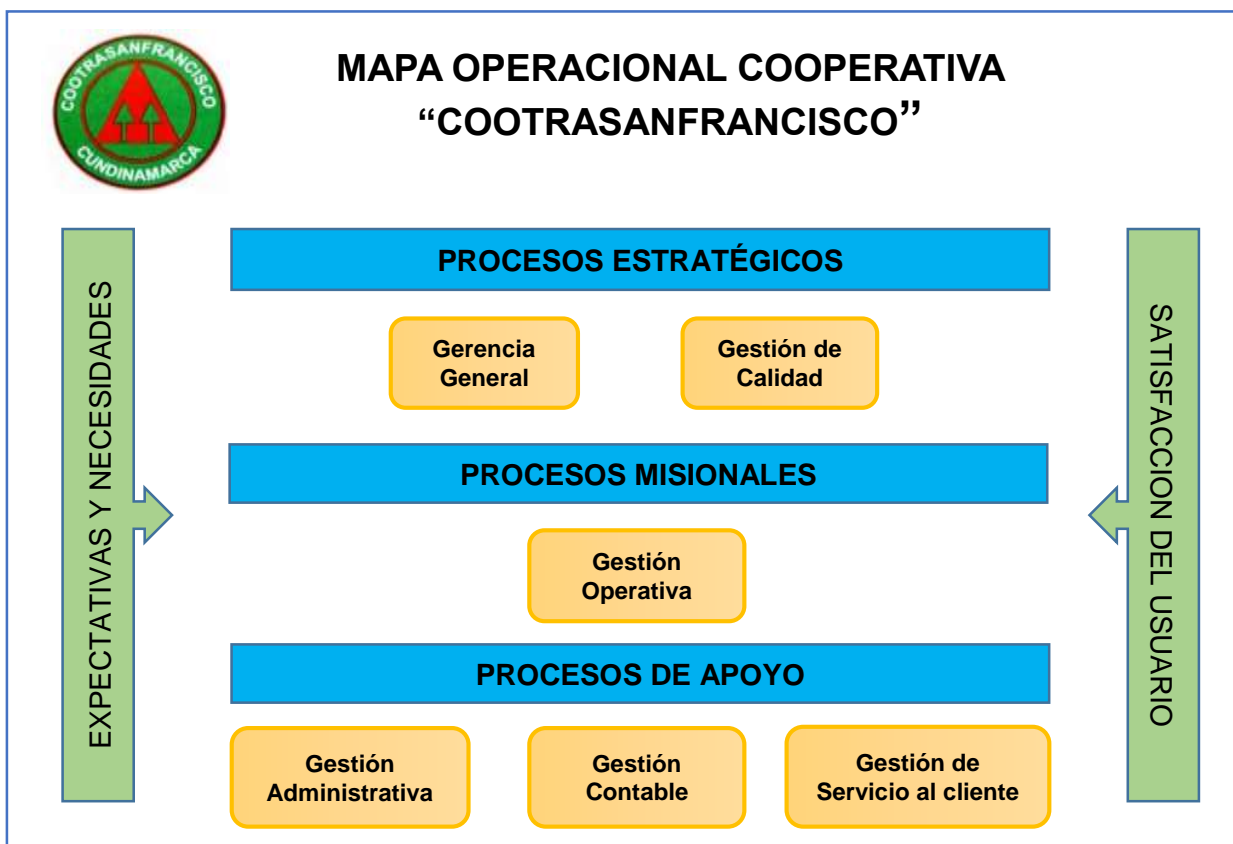 COOTRASANFRANCISCO
CUNDINAMARCA
MAPA OPERACIONAL COOPERATIVA
“COOTRASANFRANCISCO”
EXPECTATIVAS Y NECESIDADES
PROCESOS ESTRATÉGICOS
Gerencia
General
Gestión de
Calidad
PROCESOS MISIONALES
Gestión
Operativa
PROCESOS DE APOYO
Gestión
Administrativa
Gestión
Contable
Gestión de
Servicio al cliente
SATISFACCION DEL USUARIO